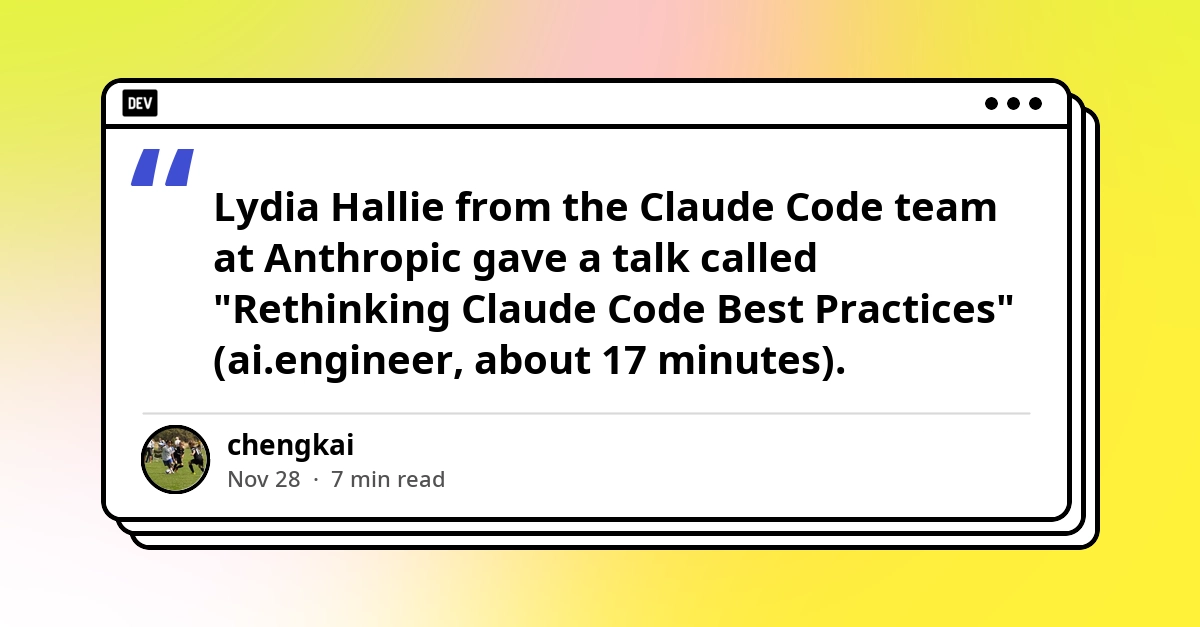 DEV
Lydia Hallie from the Claude Code team
at Anthropic gave a talk called
"Rethinking Claude Code Best Practices"
(ai.engineer, about 17 minutes).
chengkai
Nov 28 · 7 min read